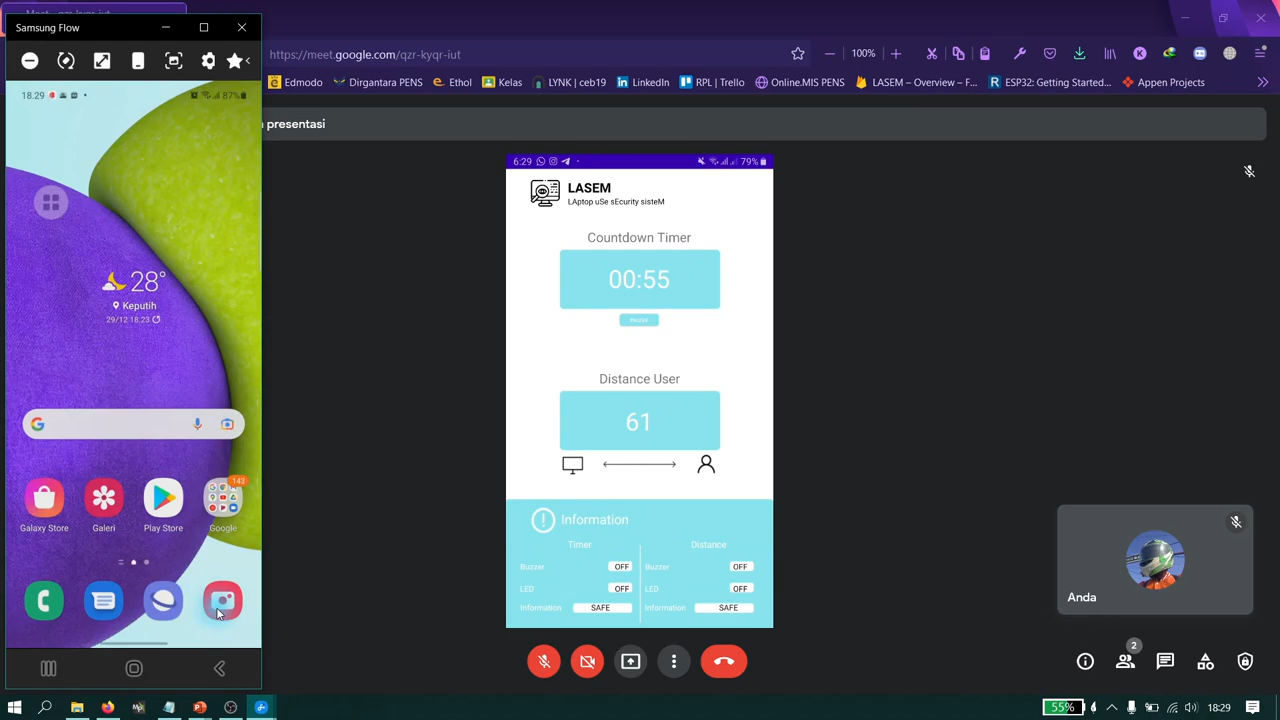 Samsung Flow
https://meet.google.com/qzr-kyqr-iut
100%
Edmodo
Dirgantara PENS
Ethol
Kelas
LYNK | ceb19
LinkedIn
RPL | Trello
Online.MIS PENS
LASEM – Overview –...
ESP32: Getting Started...
Appen Projects
presentasi
18.29
87%
28°
Keputih
29/12 18.23
143
Galaxy Store
Galeri
Play Store
Google
6:29
79%
LASEM
LAptop uSe sEcurity sisteM
Countdown Timer
00:55
Distance User
61
Information
Timer
Distance
Buzzer
OFF
Buzzer
OFF
LED
OFF
LED
OFF
Information
SAFE
Information
SAFE
Anda
2
55%
18:29